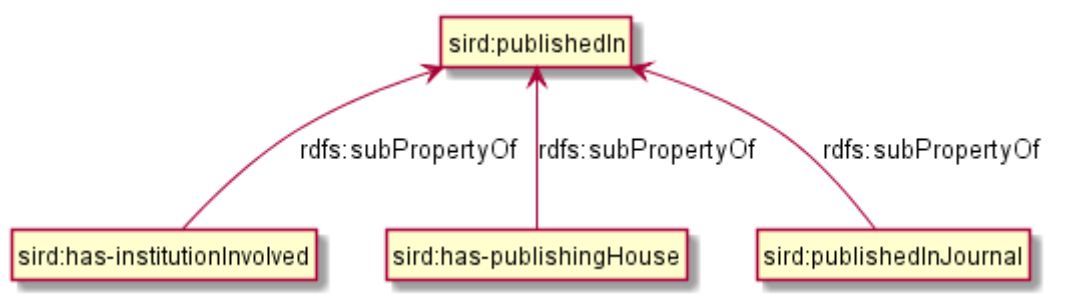 sird:publishedIn
rdfs:subPropertyOf rdfs:subPropertyOf rdfs:subPropertyOf
sird:has-institutionInvolved sird:has-publishingHouse sird:publishedInJournal